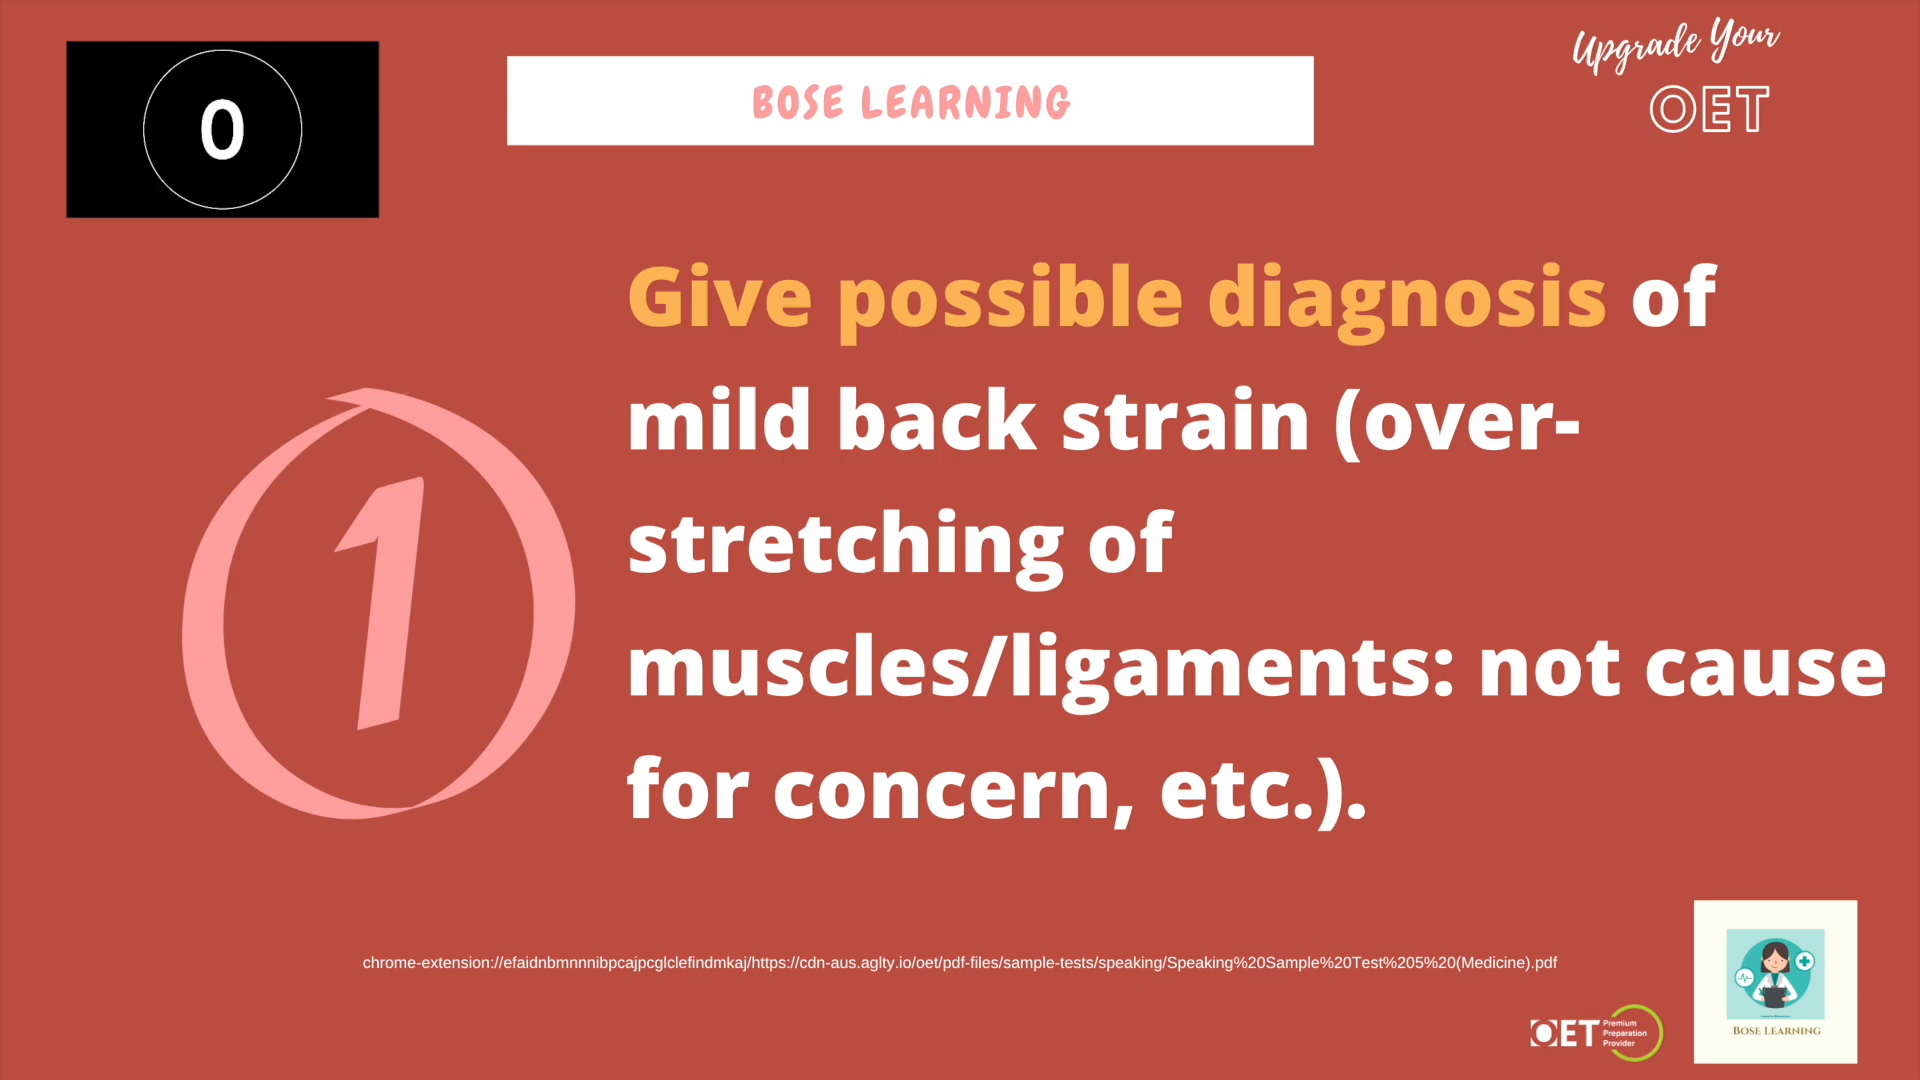 0
BOSE LEARNING
Upgrade Your
OET
1
Give possible diagnosis of
mild back strain (over-
stretching of
muscles/ligaments: not cause
for concern, etc.).
chrome-extension://efaidnbmnnnibpcajpcglclefindmkaj/https://cdn-aus.aglty.io/oet/pdf-files/sample-tests/speaking/Speaking%20Sample%20Test%205%20(Medicine).pdf
OET
Premium
Preparation
Provider
BOSE LEARNING